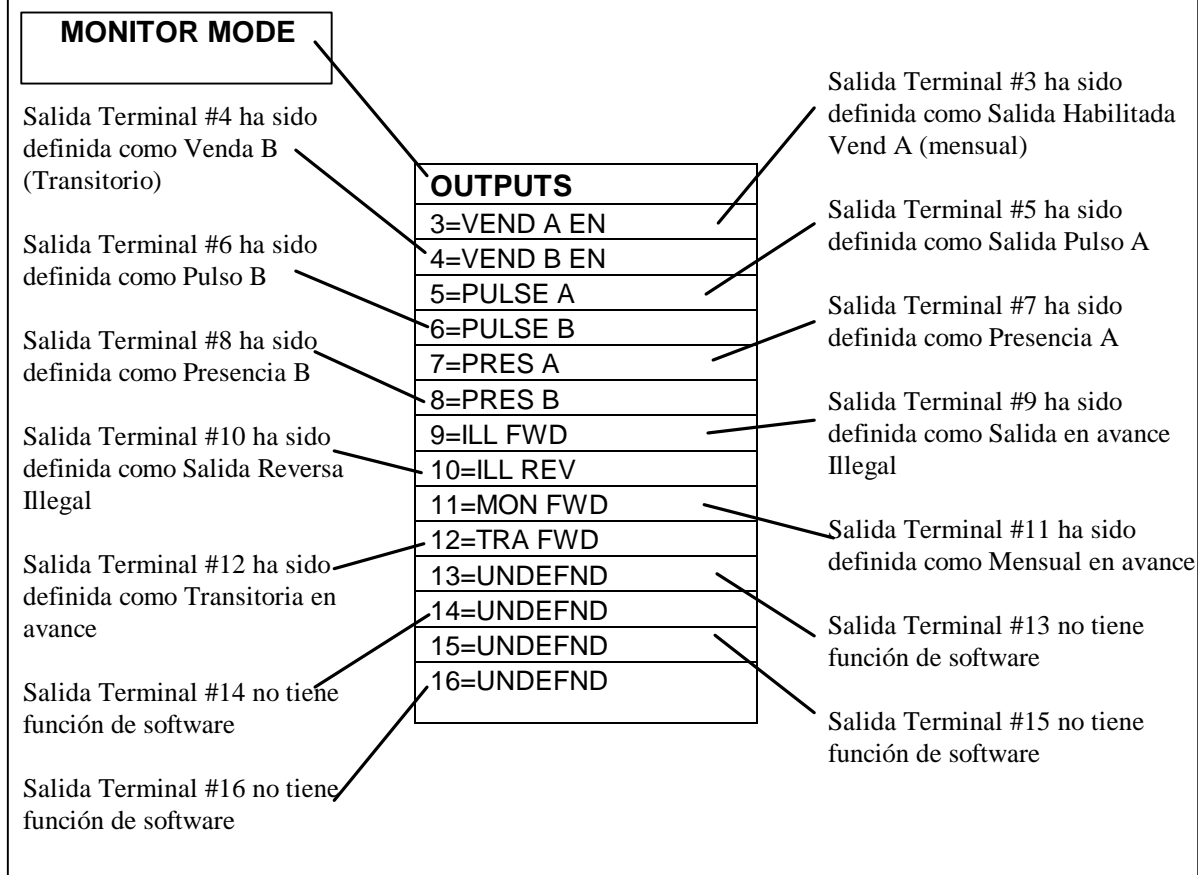 MONITOR MODE
Salida Terminal #4 ha sido
definida como Venda B
(Transitorio)
Salida Terminal #6 ha sido
definida como Pulso B
Salida Terminal #8 ha sido
definida como Presencia B
Salida Terminal #10 ha sido
definida como Salida Reversa
Illegal
Salida Terminal #12 ha sido
definida como Transitoria en
avance
Salida Terminal #14 no tiene
función de software
Salida Terminal #16 no tiene
función de software
OUTPUTS
3=VEND A EN
4=VEND B EN
5=PULSE A
6=PULSE B
7=PRES A
8=PRES B
9=ILL FWD
10=ILL REV
11=MON FWD
12=TRA FWD
13=UNDEFND
14=UNDEFND
15=UNDEFND
16=UNDEFND
Salida Terminal #3 ha sido
definida como Salida Habilitada
Vend A (mensual)
Salida Terminal #5 ha sido
definida como Salida Pulso A
Salida Terminal #7 ha sido
definida como Presencia A
Salida Terminal #9 ha sido
definida como Salida en avance
Illegal
Salida Terminal #11 ha sido
definida como Mensual en avance
Salida Terminal #13 no tiene
función de software
Salida Terminal #15 no tiene
función de software